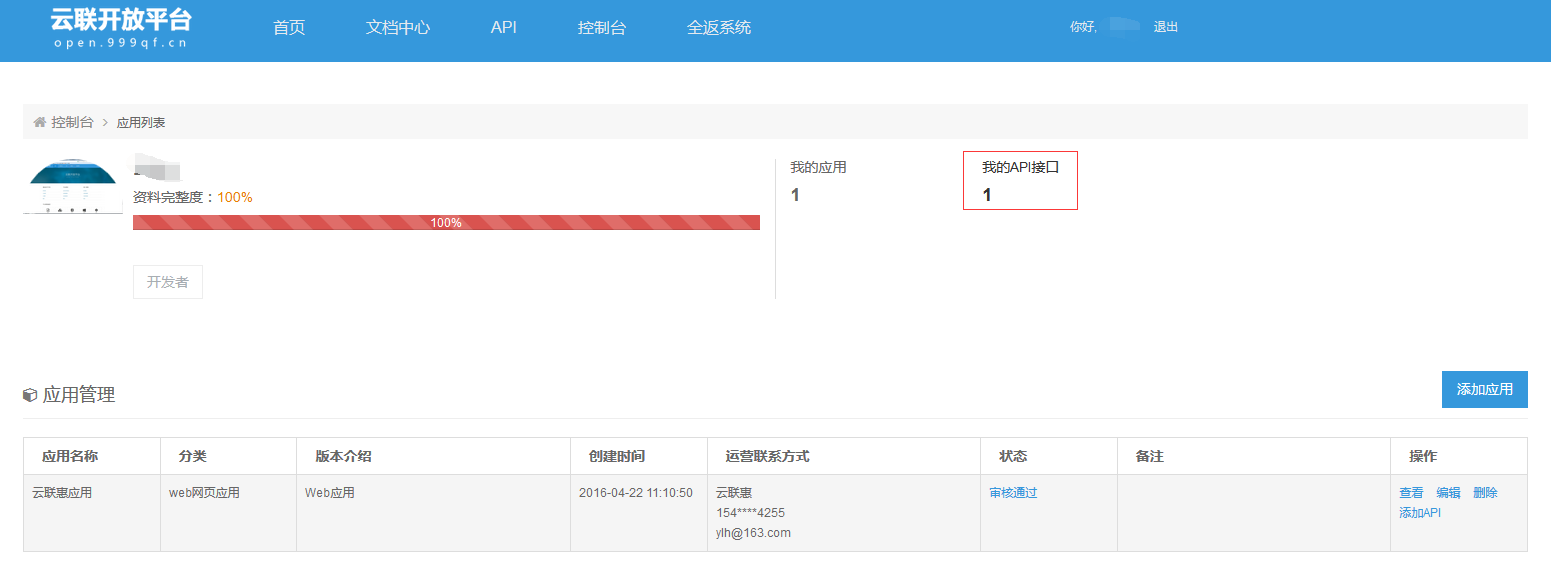 云联开放平台
open.999qf.cn
首页 文档中心 API 控制台 全返系统 你好, 退出
控制台 > 应用列表
我的应用 我的API接口
1 1
资料完整度：100%
100%
开发者
应用管理 添加应用
应用名称 分类 版本介绍 创建时间 运营联系方式 状态 备注 操作
云联惠应用 web网页应用 Web应用 2016-04-22 11:10:50 云联惠 审核通过 查看 编辑 删除
154****4255 添加API
ylh@163.com